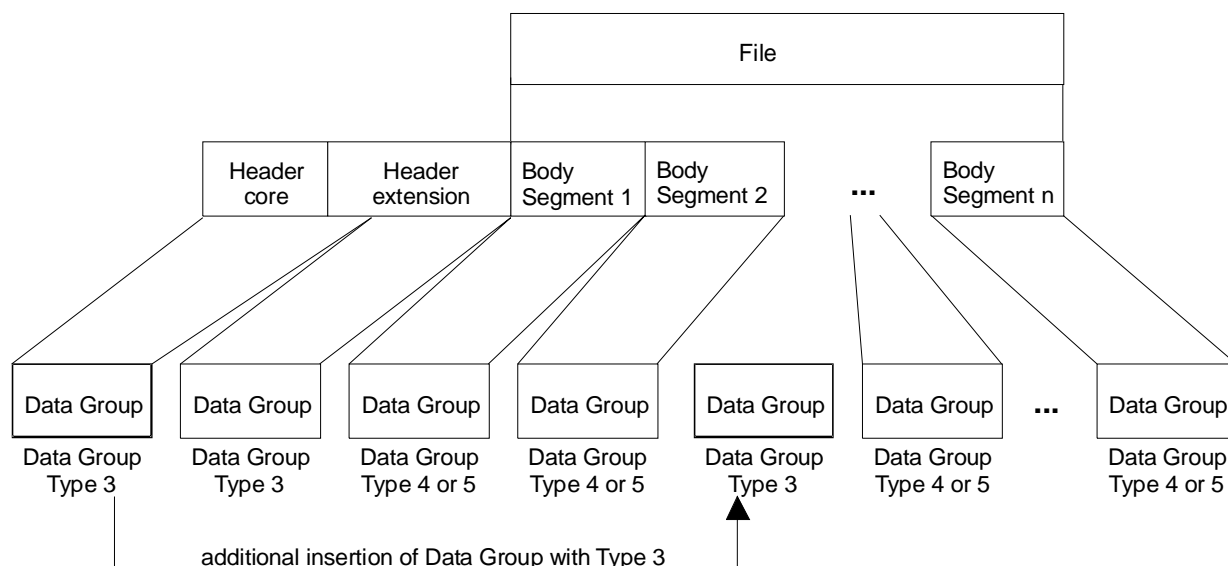 File
Header
core
Header
extension
Body
Segment 1
Body
Segment 2
...
Body
Segment n
Data Group
Data Group
Data Group
Data Group
Data Group
Data Group
...
Data Group
Data Group
Type 3
Data Group
Type 3
Data Group
Type 4 or 5
Data Group
Type 4 or 5
Data Group
Type 3
Data Group
Type 4 or 5
Data Group
Type 4 or 5
additional insertion of Data Group with Type 3